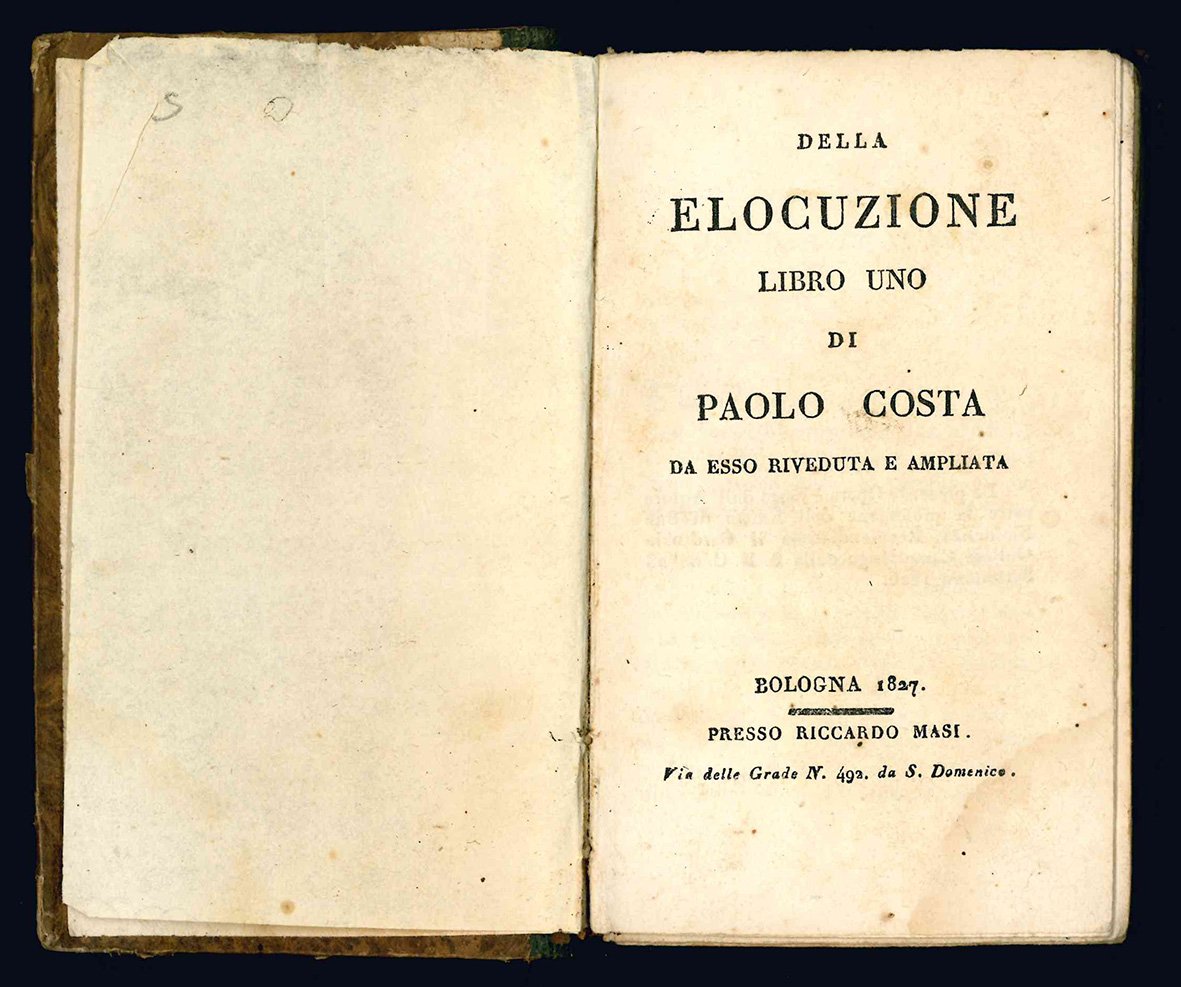 S D
DELLA
ELOCUZIONE
LIBRO UNO
DI
PAOLO COSTA
DA ESSO RIVEDUTA E AMPLIATA
BOLOGNA 1827.
PRESSO RICCARDO MASI.
Via delle Grade N. 492. da S. Domenico.